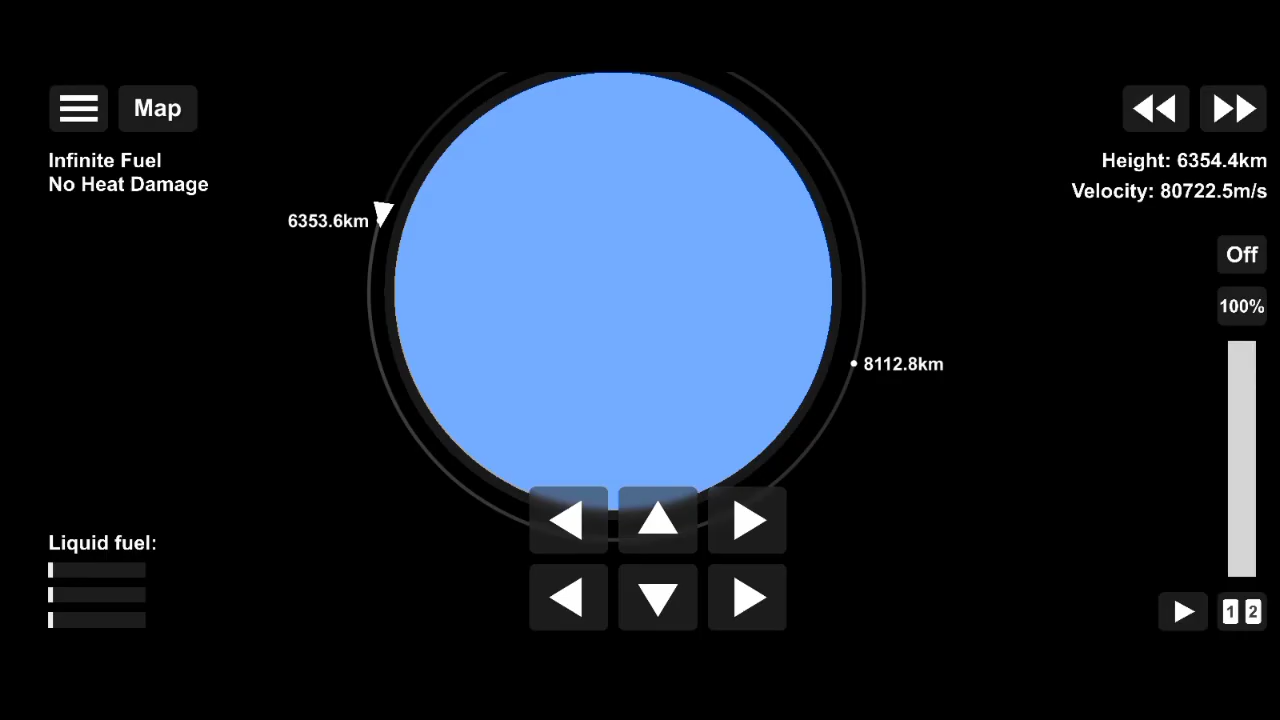 Map
Infinite Fuel
No Heat Damage
Height: 6354.4km
Velocity: 80722.5m/s
6353.6km
Off
100%
8112.8km
Liquid fuel:
1 2